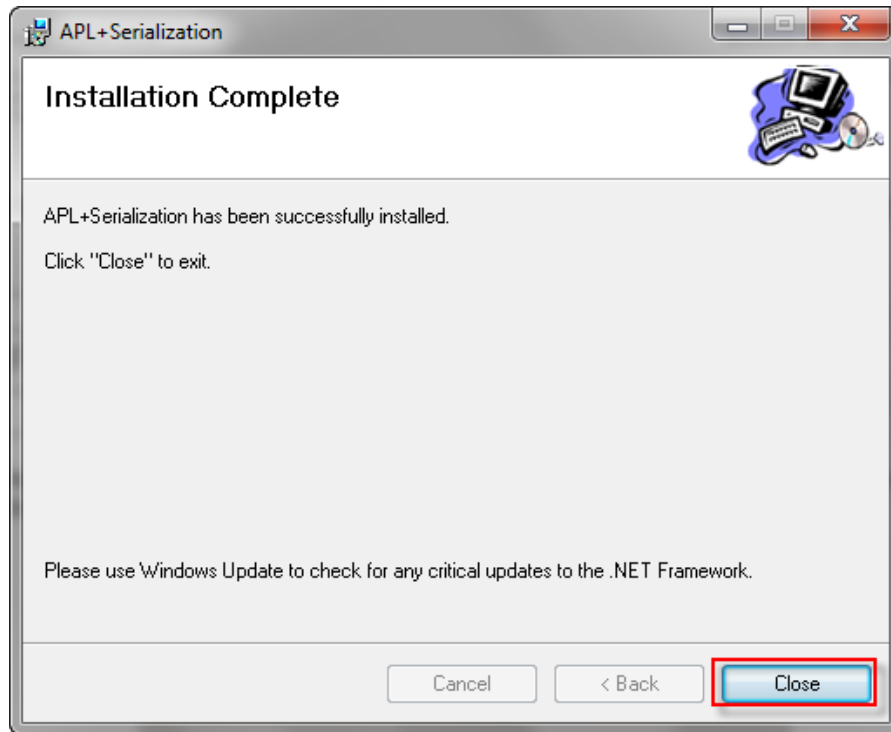 APL+Serialization
Installation Complete
APL+Serialization has been successfully installed.
Click "Close" to exit.
Please use Windows Update to check for any critical updates to the .NET Framework.
Cancel
< Back
Close